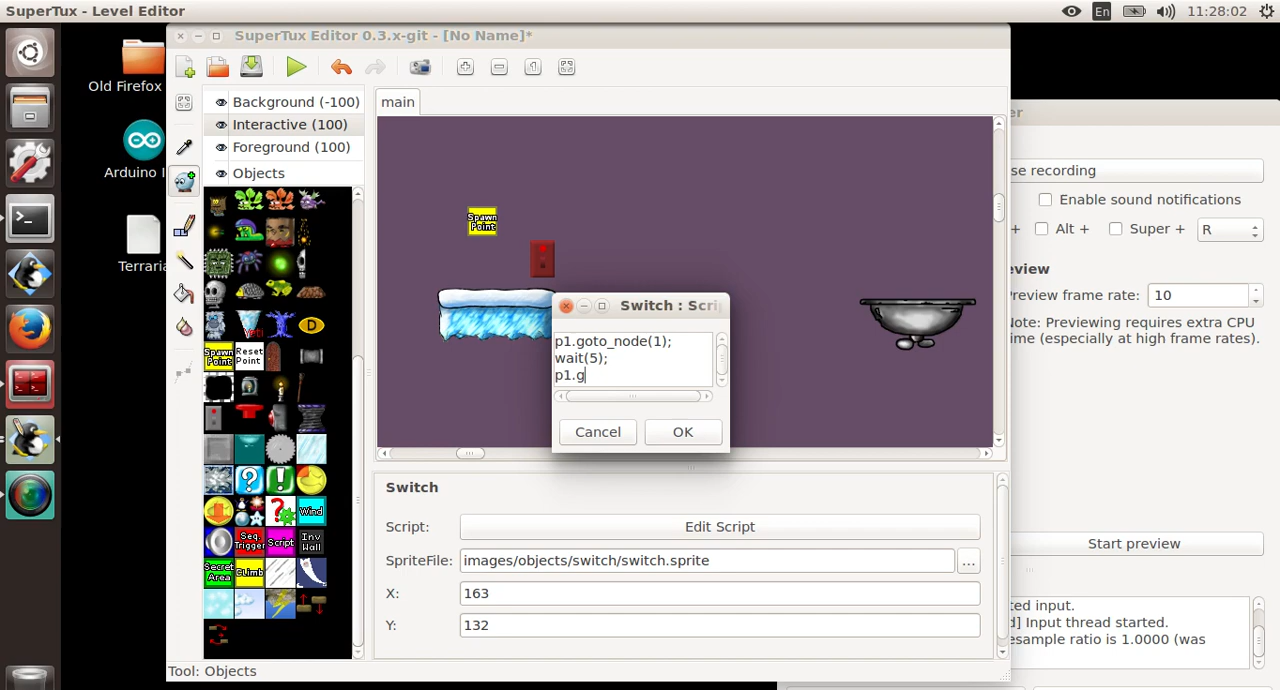 SuperTux - Level Editor
En
11:28:02
Old Firefox
Arduino I
Terraria
SuperTux Editor 0.3.x-git - [No Name]*
Background (-100)
Interactive (100)
Foreground (100)
Objects
main
Spawn
Point
Spawn
Point
Reset
Point
Yeti
D
Wind
Seq.
Trigger
Script
Inv
Wall
Secret
Area
Climb
Switch : Scri
p1.goto_node(1);
wait(5);
p1.g
Cancel
OK
Switch
Script:
Edit Script
SpriteFile:
images/objects/switch/switch.sprite
...
X:
163
Y:
132
Tool: Objects
er
se recording
Enable sound notifications
+ Alt + Super + R
eview
Preview frame rate: 10
Note: Previewing requires extra CPU
ime (especially at high frame rates).
Start preview
ted input.
d] Input thread started.
esample ratio is 1.0000 (was